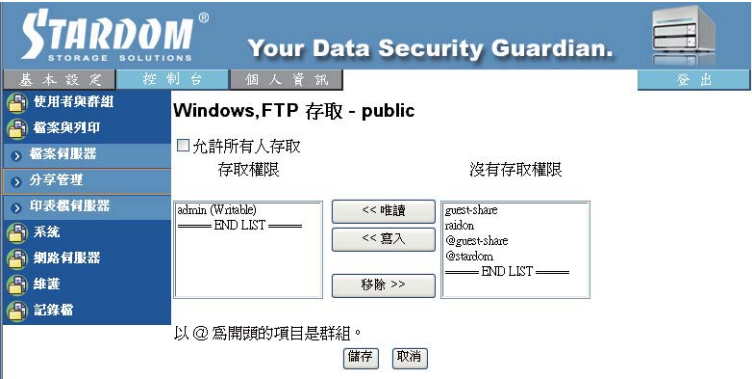 STARDOM®
STORAGE SOLUTIONS
Your Data Security Guardian.
基本設定 控制台 個人資訊 登出
使用者與群組
檔案與列印
檔案伺服器
分享管理
印表機伺服器
系統
網路伺服器
維護
記錄檔
Windows,FTP 存取 - public
允許所有人存取
存取權限 沒有存取權限
admin (Writable)
END LIST
<< 唯讀
<< 寫入
移除 >>
guest-share
raidon
@guest-share
@stardom
END LIST
以 @ 為開頭的項目是群組。
儲存 取消